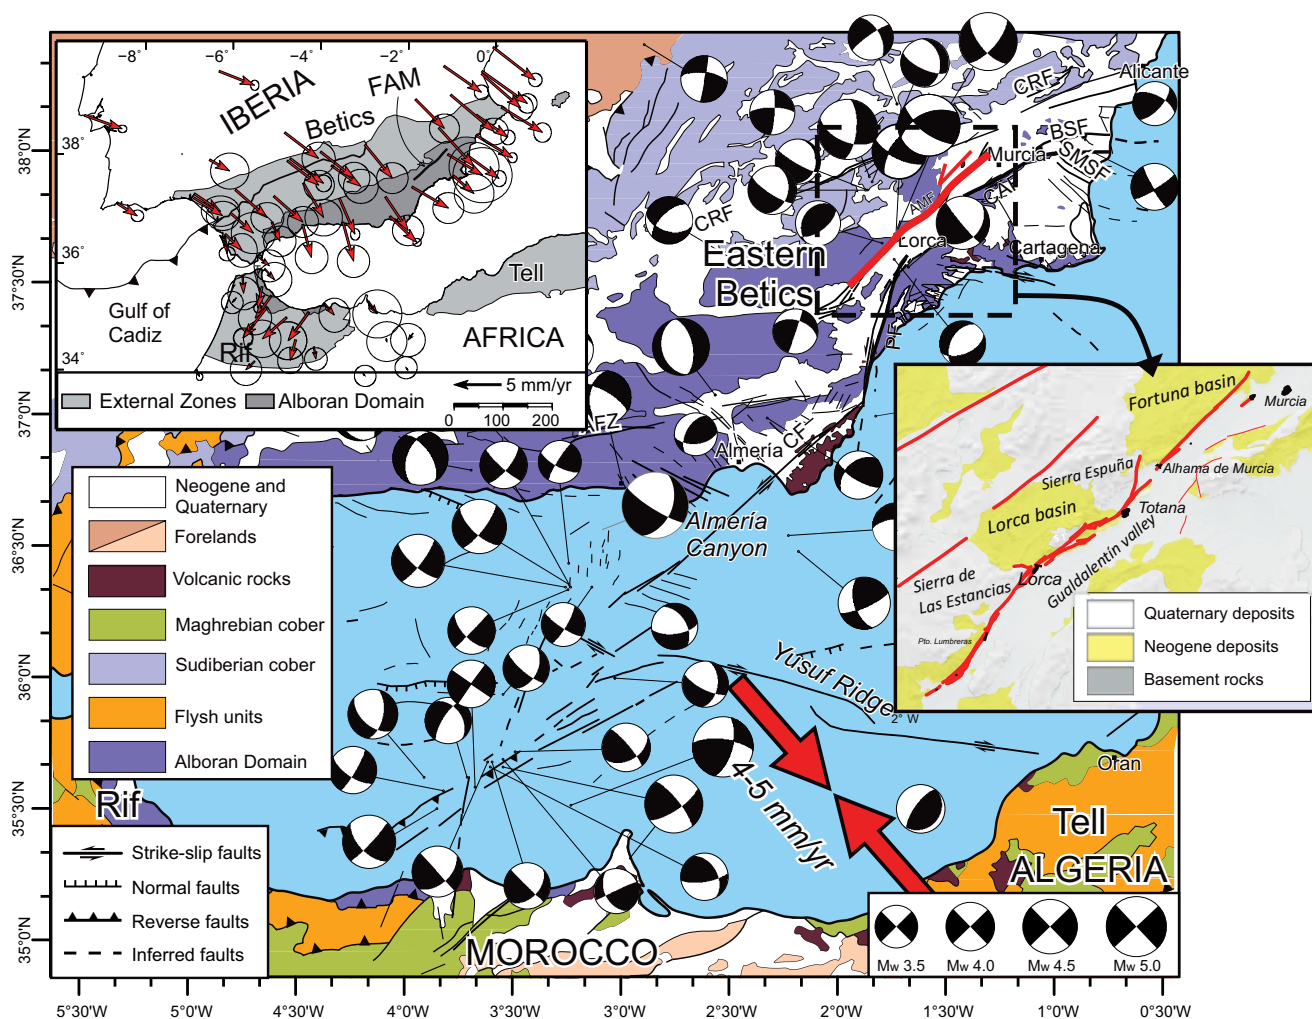 −8°
−6°
−4°
−2°
0°
38°
36°
34°
IBERIA
FAM
Betics
Gulf of
Cadiz
Rif
Tell
AFRICA
5 mm/yr
0
100
200
External Zones
Alboran Domain
CRF
Alicante
BSF
SMSF
Murcia
CAF
AMF
CRF
Lorca
Cartagena
Eastern
Betics
PF
AFZ
Almería
CF
Almería
Canyon
Yusuf Ridge
2° W
4-5 mm/yr
Oran
Tell
ALGERIA
MOROCCO
Rif
Fortuna basin
Murcia
Sierra Espuña
Alhama de Murcia
Lorca basin
Totana
Gualdalentín valley
Lorca
Sierra de
Las Estancias
Pto. Lumbreras
Quaternary deposits
Neogene deposits
Basement rocks
Neogene and
Quaternary
Forelands
Volcanic rocks
Maghrebian cober
Sudiberian cober
Flysh units
Alboran Domain
Strike-slip faults
Normal faults
Reverse faults
Inferred faults
Mw 3.5
Mw 4.0
Mw 4.5
Mw 5.0
38°0'N
37°30'N
37°0'N
36°30'N
36°0'N
35°30'N
35°0'N
5°30'W
5°0'W
4°30'W
4°0'W
3°30'W
3°0'W
2°30'W
2°0'W
1°30'W
1°0'W
0°30'W